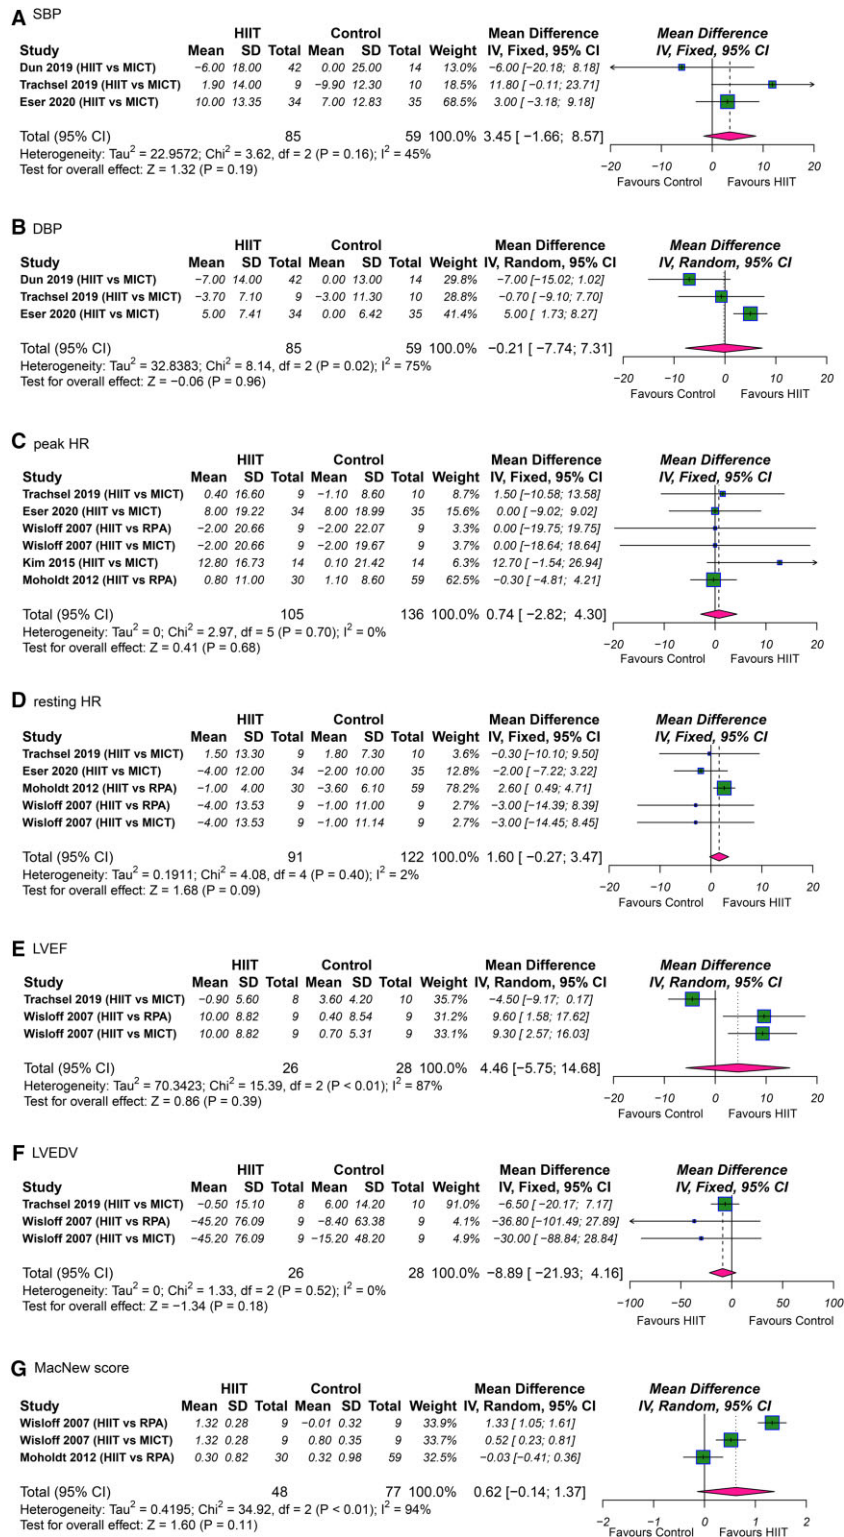 A SBP
HIIT Control Mean Difference Mean Difference
Study Mean SD Total Mean SD Total Weight IV, Fixed, 95% CI IV, Fixed, 95% CI
Dun 2019 (HIIT vs MICT) −6.00 18.00 42 0.00 25.00 14 13.0% −6.00 [−20.18; 8.18]
Trachsel 2019 (HIIT vs MICT) 1.90 14.00 9 −9.90 12.30 10 18.5% 11.80 [ −0.11; 23.71]
Eser 2020 (HIIT vs MICT) 10.00 13.35 34 7.00 12.83 35 68.5% 3.00 [ −3.18; 9.18]
Total (95% CI) 85 59 100.0% 3.45 [ −1.66; 8.57]
Heterogeneity: Tau² = 22.9572; Chi² = 3.62, df = 2 (P = 0.16); I² = 45%
Test for overall effect: Z = 1.32 (P = 0.19)
−20 −10 0 10 20
Favours Control Favours HIIT
B DBP
HIIT Control Mean Difference Mean Difference
Study Mean SD Total Mean SD Total Weight IV, Random, 95% CI IV, Random, 95% CI
Dun 2019 (HIIT vs MICT) −7.00 14.00 42 0.00 13.00 14 29.8% −7.00 [−15.02; 1.02]
Trachsel 2019 (HIIT vs MICT) −3.70 7.10 9 −3.00 11.30 10 28.8% −0.70 [ −9.10; 7.70]
Eser 2020 (HIIT vs MICT) 5.00 7.41 34 0.00 6.42 35 41.4% 5.00 [ 1.73; 8.27]
Total (95% CI) 85 59 100.0% −0.21 [ −7.74; 7.31]
Heterogeneity: Tau² = 32.8383; Chi² = 8.14, df = 2 (P = 0.02); I² = 75%
Test for overall effect: Z = −0.06 (P = 0.96)
−20 −10 0 10 20
Favours Control Favours HIIT
C peak HR
HIIT Control Mean Difference Mean Difference
Study Mean SD Total Mean SD Total Weight IV, Fixed, 95% CI IV, Fixed, 95% CI
Trachsel 2019 (HIIT vs MICT) 0.40 16.60 9 −1.10 8.60 10 8.7% 1.50 [−10.58; 13.58]
Eser 2020 (HIIT vs MICT) 8.00 19.22 34 8.00 18.99 35 15.6% 0.00 [ −9.02; 9.02]
Wisloff 2007 (HIIT vs RPA) −2.00 20.66 9 −2.00 22.07 9 3.3% 0.00 [−19.75; 19.75]
Wisloff 2007 (HIIT vs MICT) −2.00 20.66 9 −2.00 19.67 9 3.7% 0.00 [−18.64; 18.64]
Kim 2015 (HIIT vs MICT) 12.80 16.73 14 0.10 21.42 14 6.3% 12.70 [ −1.54; 26.94]
Moholdt 2012 (HIIT vs RPA) 0.80 11.00 30 1.10 8.60 59 62.5% −0.30 [ −4.81; 4.21]
Total (95% CI) 105 136 100.0% 0.74 [ −2.82; 4.30]
Heterogeneity: Tau² = 0; Chi² = 2.97, df = 5 (P = 0.70); I² = 0%
Test for overall effect: Z = 0.41 (P = 0.68)
−20 −10 0 10 20
Favours Control Favours HIIT
D resting HR
HIIT Control Mean Difference Mean Difference
Study Mean SD Total Mean SD Total Weight IV, Fixed, 95% CI IV, Fixed, 95% CI
Trachsel 2019 (HIIT vs MICT) 1.50 13.30 9 1.80 7.30 10 3.6% −0.30 [−10.10; 9.50]
Eser 2020 (HIIT vs MICT) −4.00 12.00 34 −2.00 10.00 35 12.8% −2.00 [ −7.22; 3.22]
Moholdt 2012 (HIIT vs RPA) −1.00 4.00 30 −3.60 6.10 59 78.2% 2.60 [ 0.49; 4.71]
Wisloff 2007 (HIIT vs RPA) −4.00 13.53 9 −1.00 11.00 9 2.7% −3.00 [−14.39; 8.39]
Wisloff 2007 (HIIT vs MICT) −4.00 13.53 9 −1.00 11.14 9 2.7% −3.00 [−14.45; 8.45]
Total (95% CI) 91 122 100.0% 1.60 [ −0.27; 3.47]
Heterogeneity: Tau² = 0.1911; Chi² = 4.08, df = 4 (P = 0.40); I² = 2%
Test for overall effect: Z = 1.68 (P = 0.09)
−20 −10 0 10 20
Favours Control Favours HIIT
E LVEF
HIIT Control Mean Difference Mean Difference
Study Mean SD Total Mean SD Total Weight IV, Random, 95% CI IV, Random, 95% CI
Trachsel 2019 (HIIT vs MICT) −0.90 5.60 8 3.60 4.20 10 35.7% −4.50 [−9.17; 0.17]
Wisloff 2007 (HIIT vs RPA) 10.00 8.82 9 0.40 8.54 9 31.2% 9.60 [ 1.58; 17.62]
Wisloff 2007 (HIIT vs MICT) 10.00 8.82 9 0.70 5.31 9 33.1% 9.30 [ 2.57; 16.03]
Total (95% CI) 26 28 100.0% 4.46 [−5.75; 14.68]
Heterogeneity: Tau² = 70.3423; Chi² = 15.39, df = 2 (P < 0.01); I² = 87%
Test for overall effect: Z = 0.86 (P = 0.39)
−20 −10 0 10 20
Favours Control Favours HIIT
F LVEDV
HIIT Control Mean Difference Mean Difference
Study Mean SD Total Mean SD Total Weight IV, Fixed, 95% CI IV, Fixed, 95% CI
Trachsel 2019 (HIIT vs MICT) −0.50 15.10 8 6.00 14.20 10 91.0% −6.50 [ −20.17; 7.17]
Wisloff 2007 (HIIT vs RPA) −45.20 76.09 9 −8.40 63.38 9 4.1% −36.80 [−101.49; 27.89]
Wisloff 2007 (HIIT vs MICT) −45.20 76.09 9 −15.20 48.20 9 4.9% −30.00 [ −88.84; 28.84]
Total (95% CI) 26 28 100.0% −8.89 [ −21.93; 4.16]
Heterogeneity: Tau² = 0; Chi² = 1.33, df = 2 (P = 0.52); I² = 0%
Test for overall effect: Z = −1.34 (P = 0.18)
−100 −50 0 50 100
Favours HIIT Favours Control
G MacNew score
HIIT Control Mean Difference Mean Difference
Study Mean SD Total Mean SD Total Weight IV, Random, 95% CI IV, Random, 95% CI
Wisloff 2007 (HIIT vs RPA) 1.32 0.28 9 −0.01 0.32 9 33.9% 1.33 [ 1.05; 1.61]
Wisloff 2007 (HIIT vs MICT) 1.32 0.28 9 0.80 0.35 9 33.7% 0.52 [ 0.23; 0.81]
Moholdt 2012 (HIIT vs RPA) 0.30 0.82 30 0.32 0.98 59 32.5% −0.03 [−0.41; 0.36]
Total (95% CI) 48 77 100.0% 0.62 [−0.14; 1.37]
Heterogeneity: Tau² = 0.4195; Chi² = 34.92, df = 2 (P < 0.01); I² = 94%
Test for overall effect: Z = 1.60 (P = 0.11)
−2 −1 0 1 2
Favours Control Favours HIIT